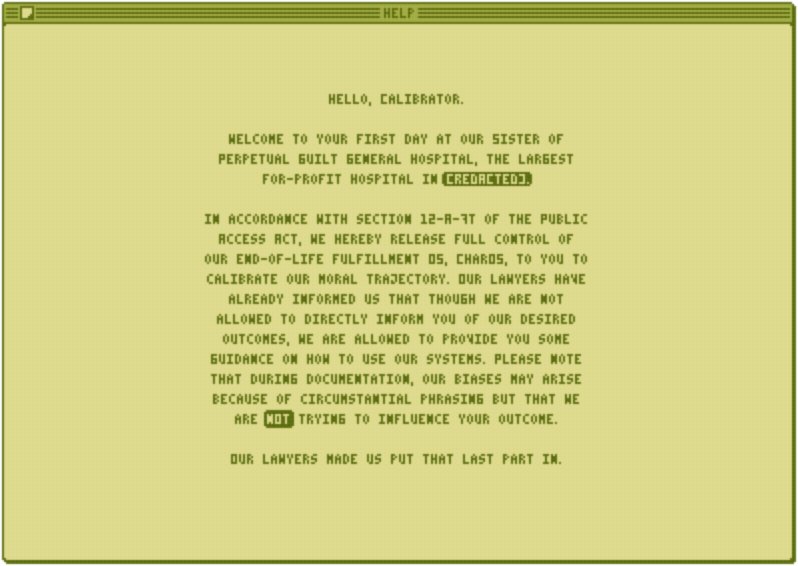 HELP
HELLO, CALIBRATOR.
WELCOME TO YOUR FIRST DAY AT OUR SISTER OF
PERPETUAL GUILT GENERAL HOSPITAL, THE LARGEST
FOR-PROFIT HOSPITAL IN [REDACTED].
IN ACCORDANCE WITH SECTION 12-A-7T OF THE PUBLIC
ACCESS ACT, WE HEREBY RELEASE FULL CONTROL OF
OUR END-OF-LIFE FULFILLMENT OS, CHAROS, TO YOU TO
CALIBRATE OUR MORAL TRAJECTORY. OUR LAWYERS HAVE
ALREADY INFORMED US THAT THOUGH WE ARE NOT
ALLOWED TO DIRECTLY INFORM YOU OF OUR DESIRED
OUTCOMES, WE ARE ALLOWED TO PROVIDE YOU SOME
GUIDANCE ON HOW TO USE OUR SYSTEMS. PLEASE NOTE
THAT DURING DOCUMENTATION, OUR BIASES MAY ARISE
BECAUSE OF CIRCUMSTANTIAL PHRASING BUT THAT WE
ARE NOT TRYING TO INFLUENCE YOUR OUTCOME.
OUR LAWYERS MADE US PUT THAT LAST PART IN.